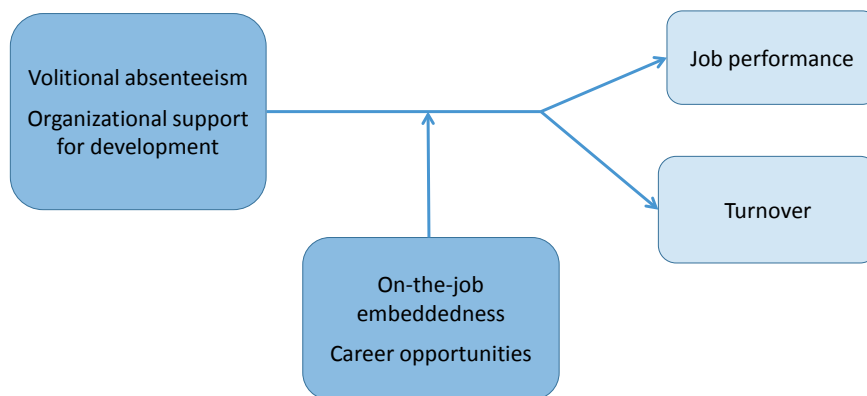 Volitional absenteeism
Organizational support
for development
Job performance
Turnover
On-the-job
embeddedness
Career opportunities